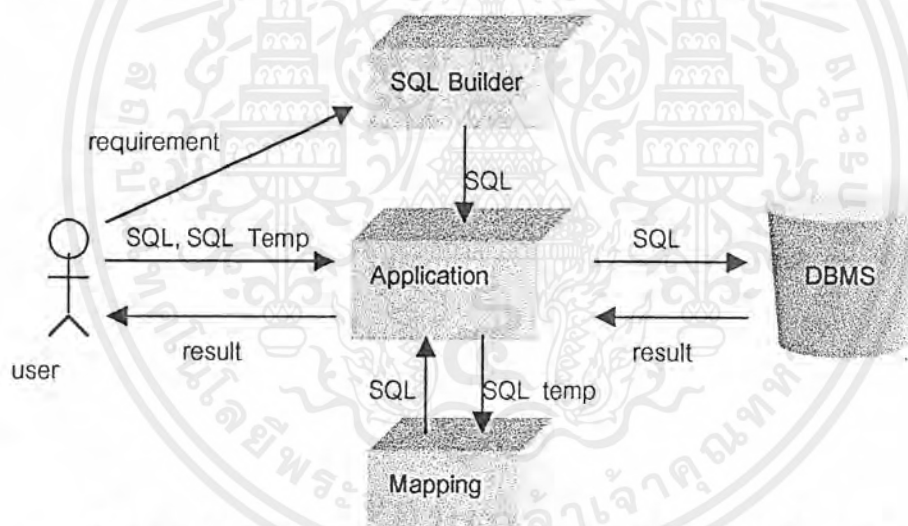 SQL Builder
requirement
SQL
SQL, SQL Temp
SQL
Application
DBMS
result
result
user
SQL
SQL temp
Mapping